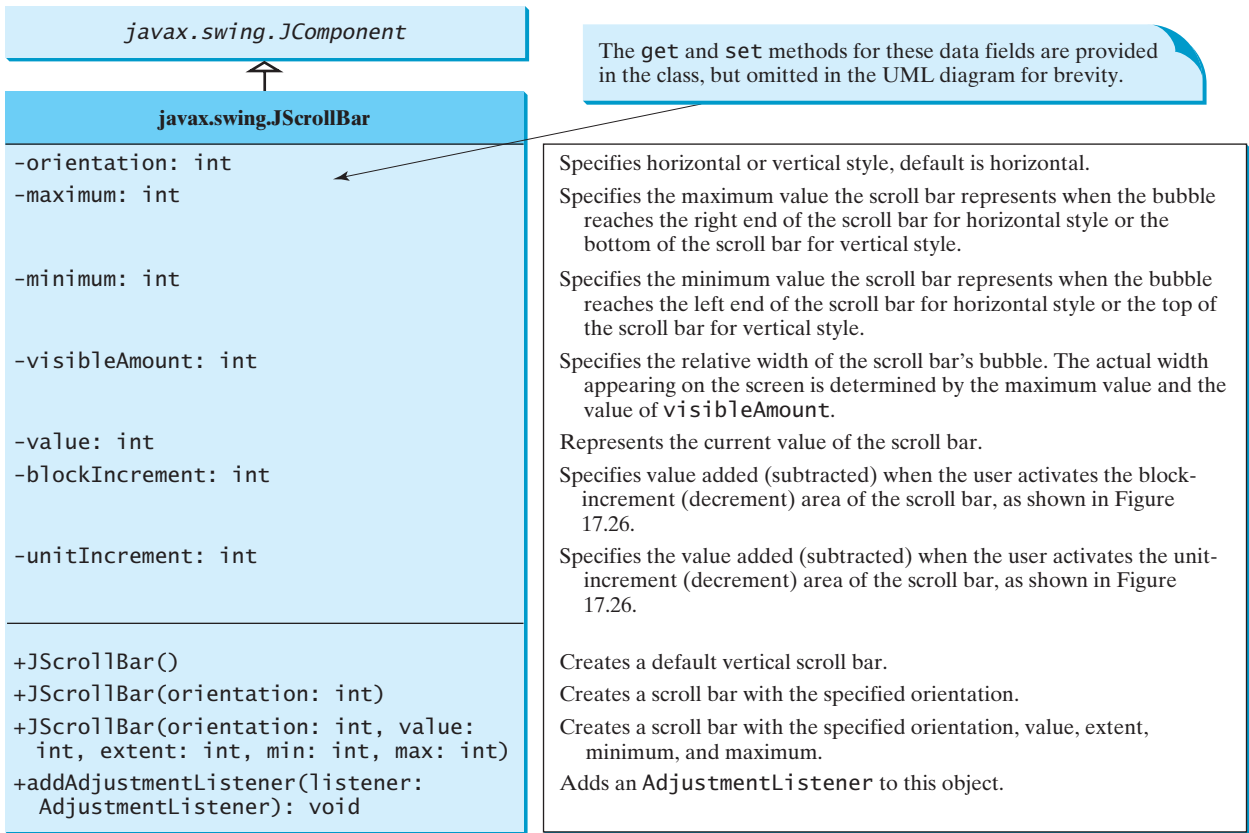 javax.swing.JComponent
The get and set methods for these data fields are provided
in the class, but omitted in the UML diagram for brevity.
javax.swing.JScrollBar
-orientation: int
Specifies horizontal or vertical style, default is horizontal.
-maximum: int
Specifies the maximum value the scroll bar represents when the bubble
reaches the right end of the scroll bar for horizontal style or the
bottom of the scroll bar for vertical style.
-minimum: int
Specifies the minimum value the scroll bar represents when the bubble
reaches the left end of the scroll bar for horizontal style or the top of
the scroll bar for vertical style.
-visibleAmount: int
Specifies the relative width of the scroll bar's bubble. The actual width
appearing on the screen is determined by the maximum value and the
value of visibleAmount.
-value: int
Represents the current value of the scroll bar.
-blockIncrement: int
Specifies value added (subtracted) when the user activates the block-
increment (decrement) area of the scroll bar, as shown in Figure
17.26.
-unitIncrement: int
Specifies the value added (subtracted) when the user activates the unit-
increment (decrement) area of the scroll bar, as shown in Figure
17.26.
+JScrollBar()
Creates a default vertical scroll bar.
+JScrollBar(orientation: int)
Creates a scroll bar with the specified orientation.
+JScrollBar(orientation: int, value:
int, extent: int, min: int, max: int)
Creates a scroll bar with the specified orientation, value, extent,
minimum, and maximum.
+addAdjustmentListener(listener:
AdjustmentListener): void
Adds an AdjustmentListener to this object.